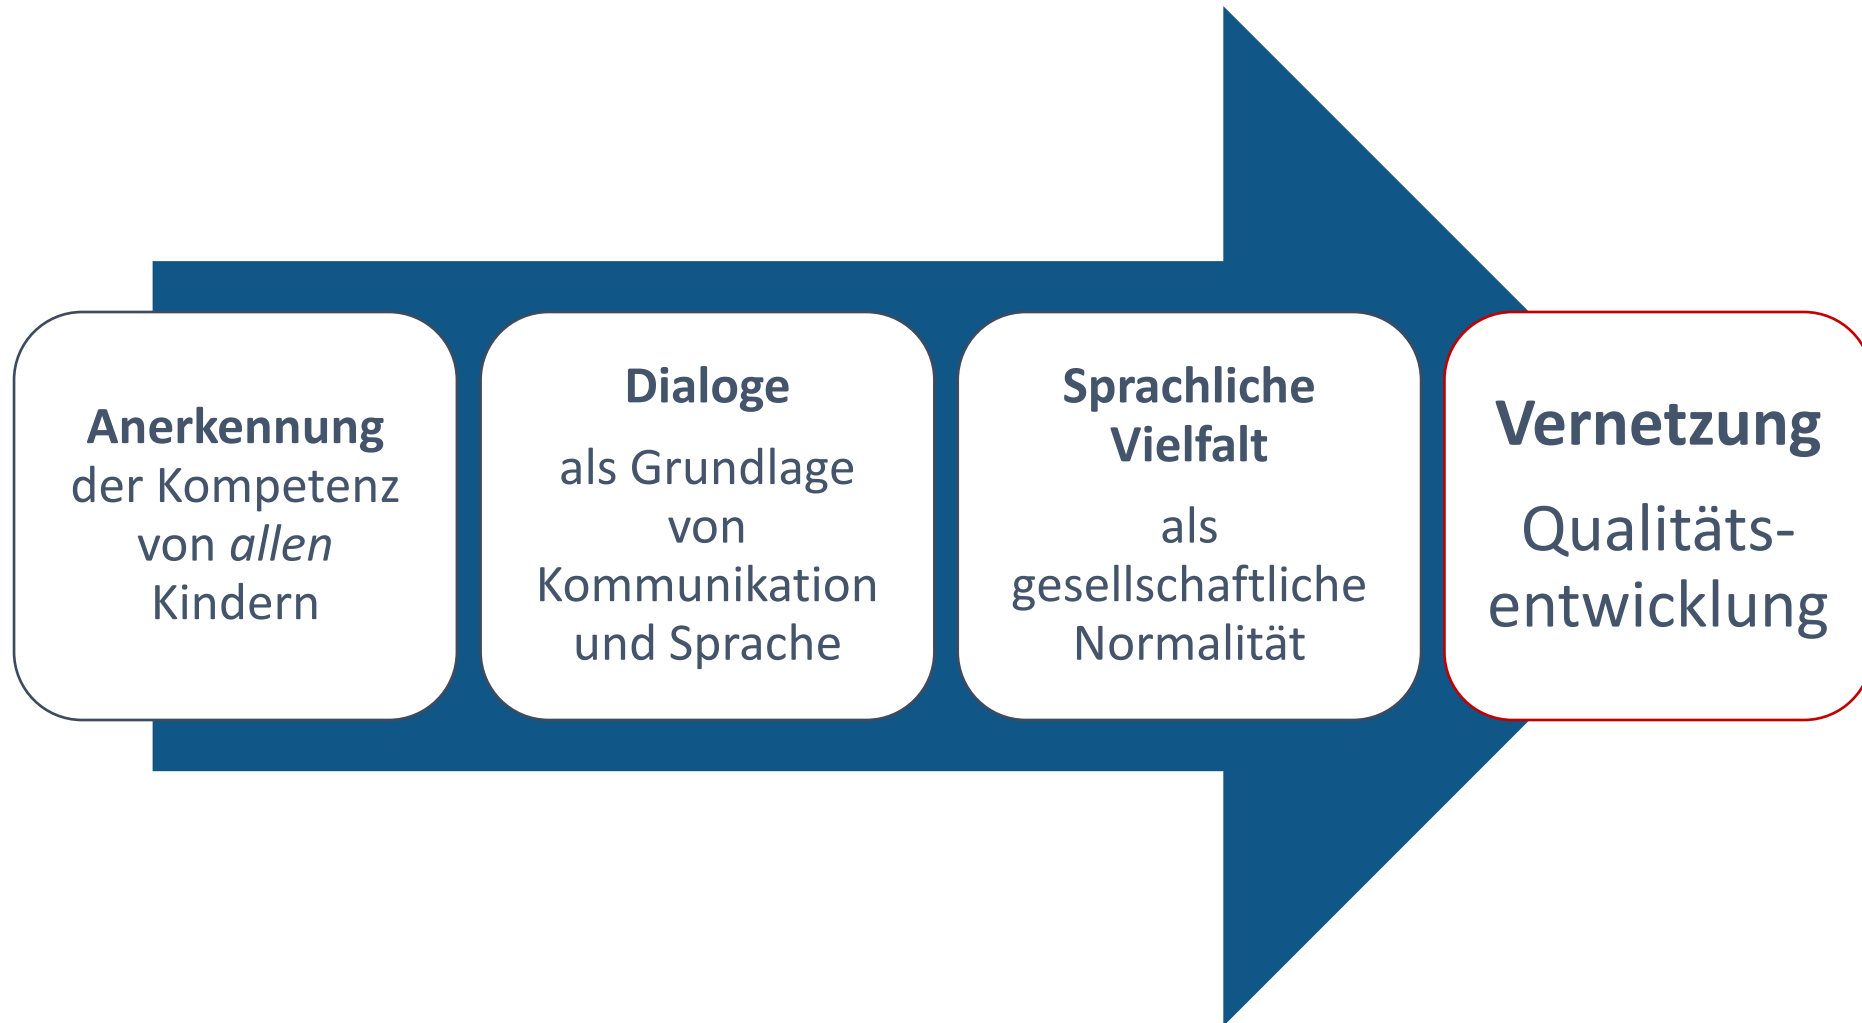 Anerkennung
der Kompetenz
von allen
Kindern
Dialoge
als Grundlage
von
Kommunikation
und Sprache
Sprachliche
Vielfalt
als
gesellschaftliche
Normalität
Vernetzung
Qualitäts-
entwicklung